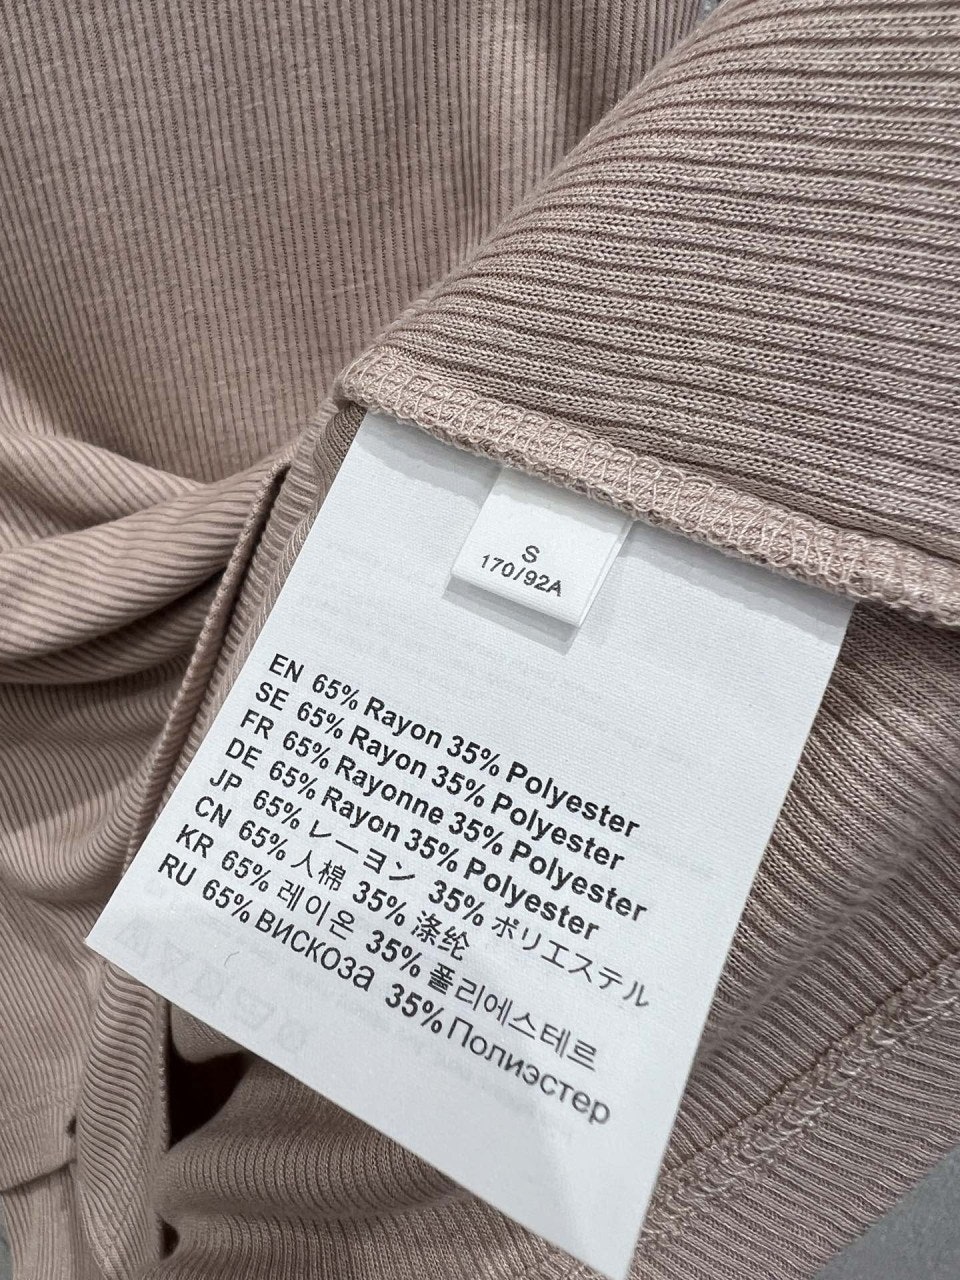 S
170/92A
EN 65% Rayon 35% Polyester
SE 65% Rayon 35% Polyester
FR 65% Rayonne 35% Polyester
DE 65% Rayon 35% Polyester
JP 65% レーヨン 35% ポリエステル
CN 65% 人棉 35% 涤纶
KR 65% 레이온 35% 폴리에스테르
RU 65% ВИСКОЗа 35% Полиэстер